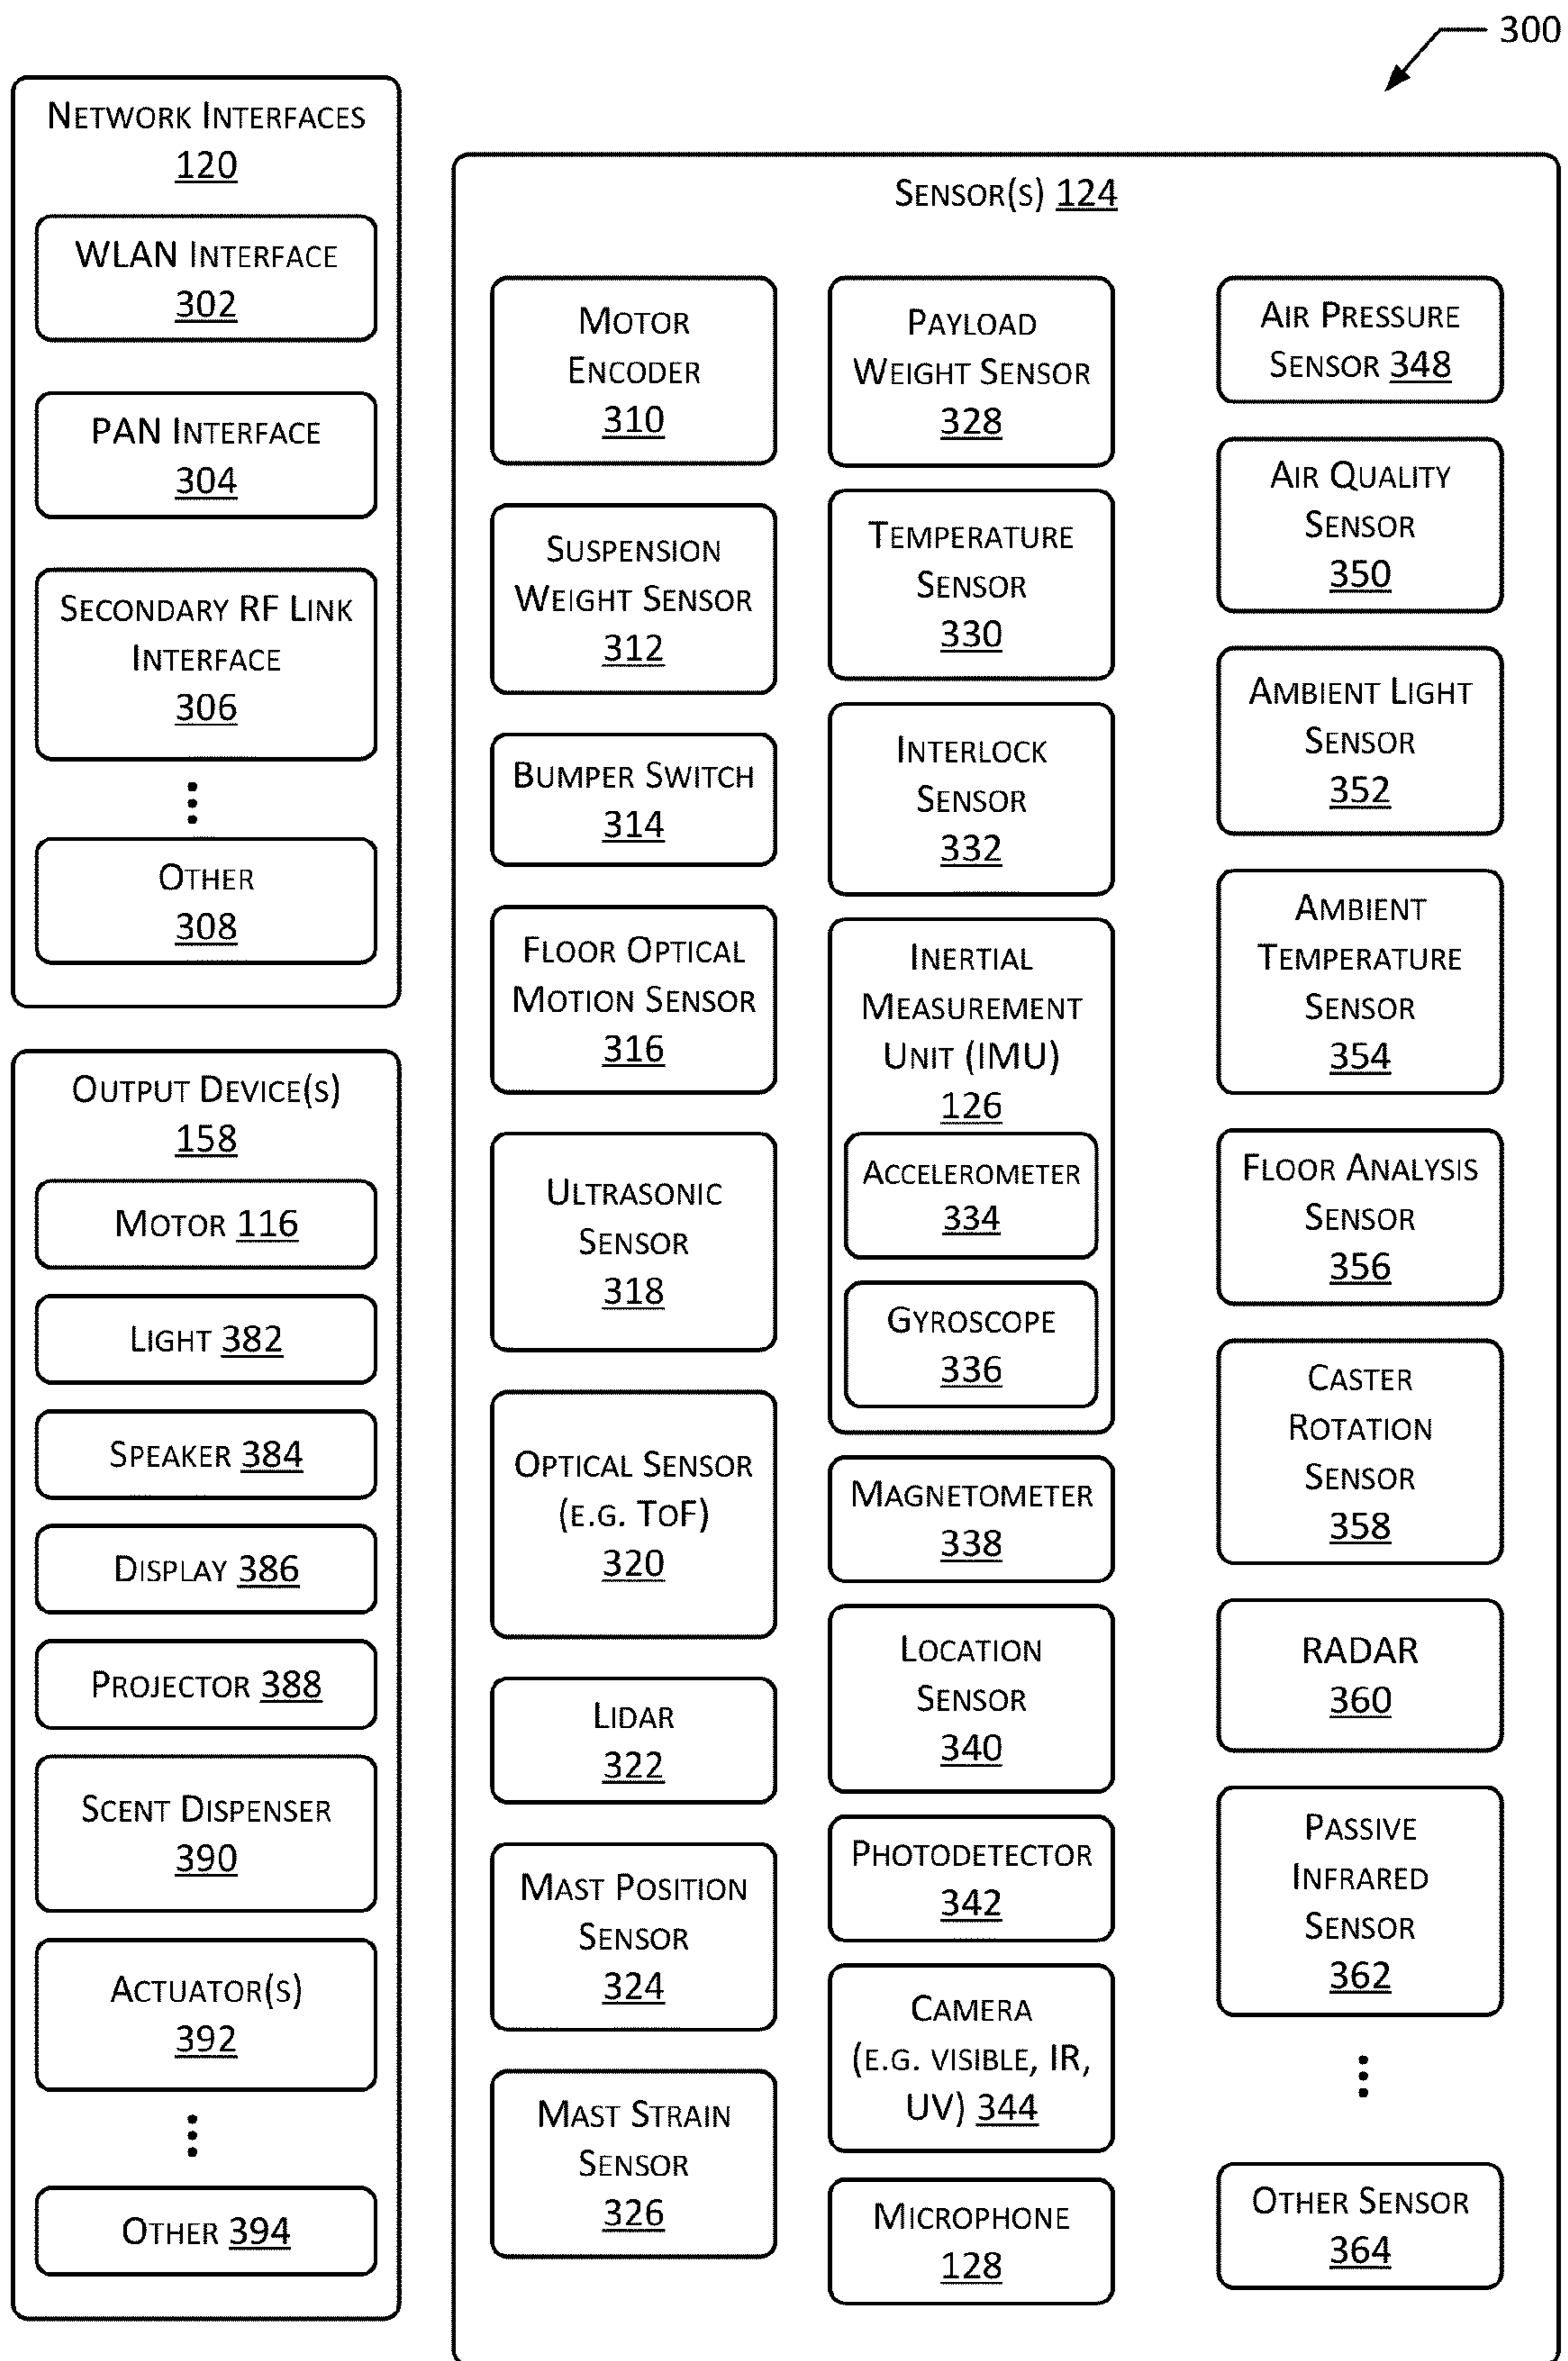 300
NETWORK INTERFACES
120
WLAN INTERFACE
302
PAN INTERFACE
304
SECONDARY RF LINK
INTERFACE
306
OTHER
308
OUTPUT DEVICE(S)
158
MOTOR 116
LIGHT 382
SPEAKER 384
DISPLAY 386
PROJECTOR 388
SCENT DISPENSER
390
ACTUATOR(S)
392
OTHER 394
SENSOR(S) 124
MOTOR
ENCODER
310
SUSPENSION
WEIGHT SENSOR
312
BUMPER SWITCH
314
FLOOR OPTICAL
MOTION SENSOR
316
ULTRASONIC
SENSOR
318
OPTICAL SENSOR
(E.G. TOF)
320
LIDAR
322
MAST POSITION
SENSOR
324
MAST STRAIN
SENSOR
326
PAYLOAD
WEIGHT SENSOR
328
TEMPERATURE
SENSOR
330
INTERLOCK
SENSOR
332
INERTIAL
MEASUREMENT
UNIT (IMU)
126
ACCELEROMETER
334
GYROSCOPE
336
MAGNETOMETER
338
LOCATION
SENSOR
340
PHOTODETECTOR
342
CAMERA
(E.G. VISIBLE, IR,
UV) 344
MICROPHONE
128
AIR PRESSURE
SENSOR 348
AIR QUALITY
SENSOR
350
AMBIENT LIGHT
SENSOR
352
AMBIENT
TEMPERATURE
SENSOR
354
FLOOR ANALYSIS
SENSOR
356
CASTER
ROTATION
SENSOR
358
RADAR
360
PASSIVE
INFRARED
SENSOR
362
OTHER SENSOR
364